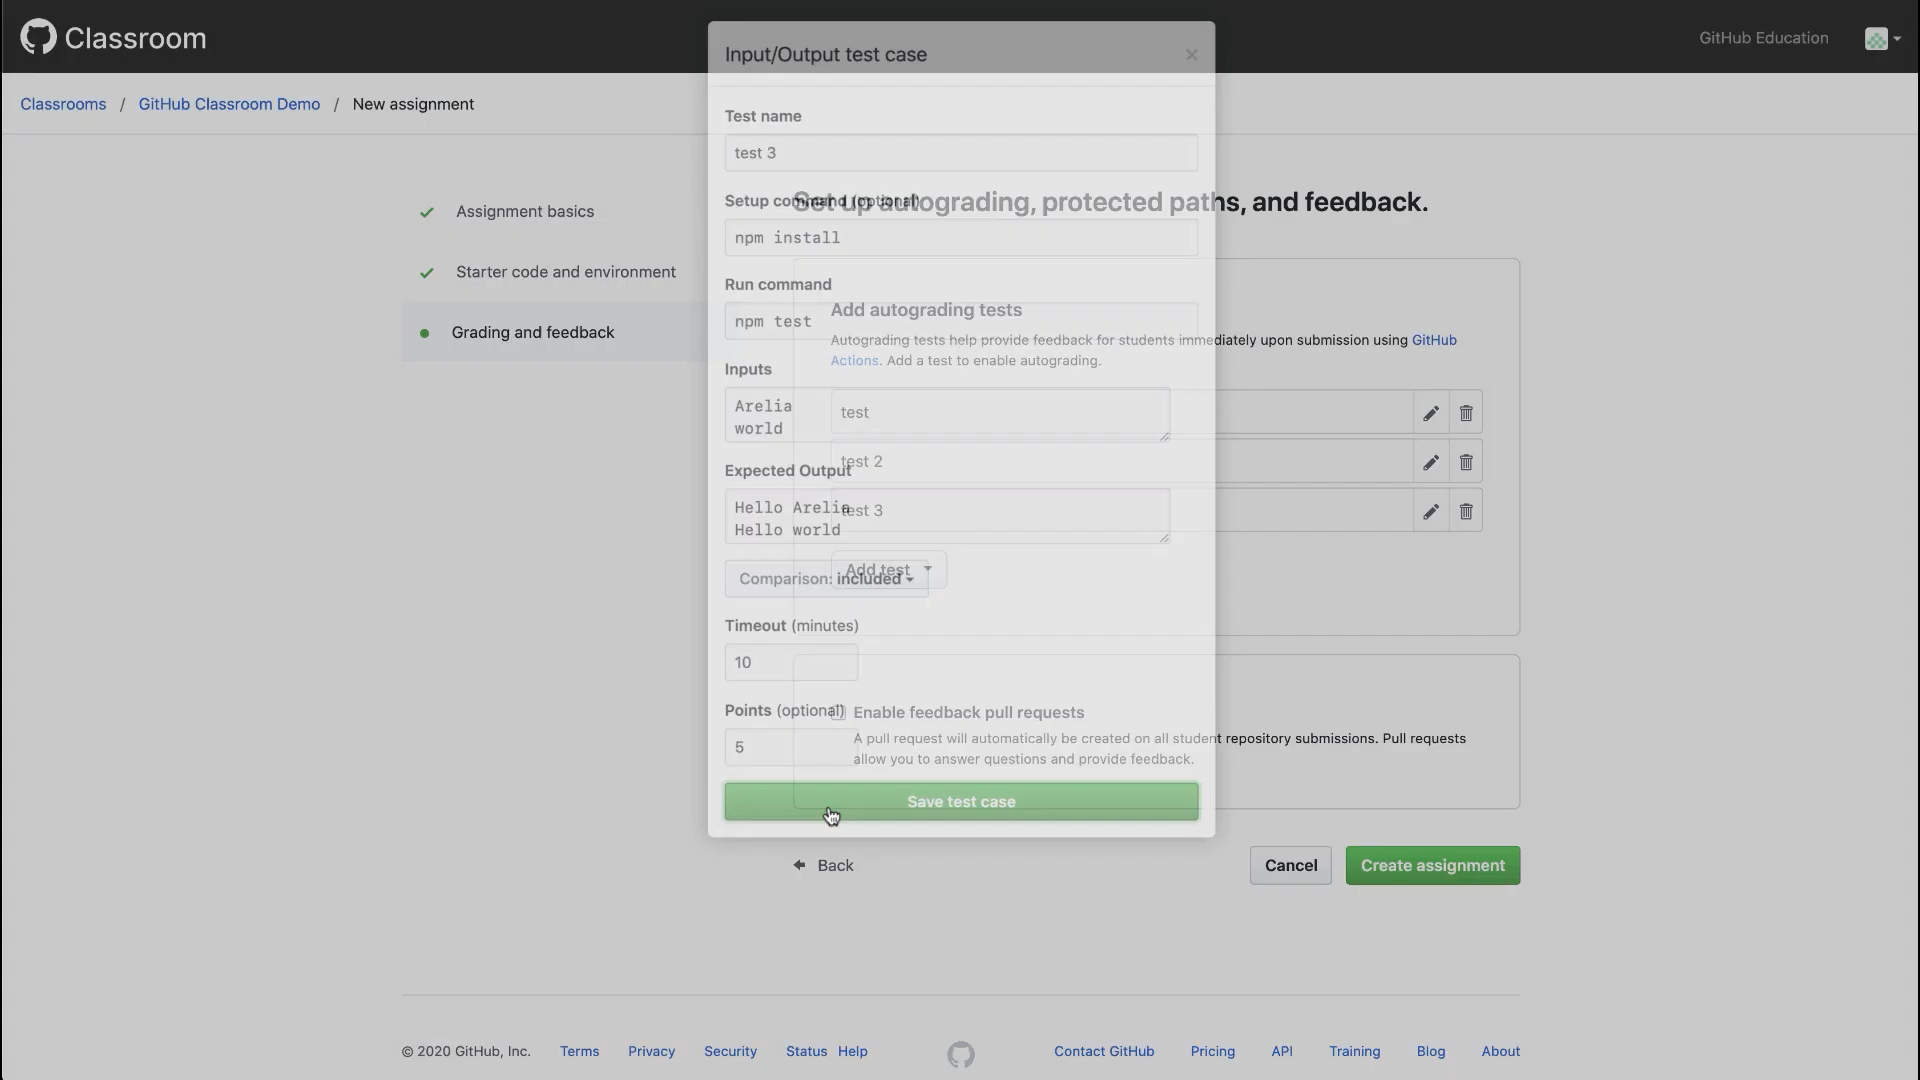 Classroom
GitHub Education
Classrooms / GitHub Classroom Demo / New assignment
Assignment basics
Starter code and environment
Grading and feedback
Input/Output test case
×
Test name
test 3
Setup command (optional)
npm install
Run command
npm test
Inputs
Arelia
world
Expected Output
Hello Arelia
Hello world
Comparison: included
Timeout (minutes)
10
Points (optional)
5
Save test case
Set up autograding, protected paths, and feedback.
Add autograding tests
Autograding tests help provide feedback for students immediately upon submission using GitHub
Actions. Add a test to enable autograding.
test
test 2
test 3
Add test
Enable feedback pull requests
A pull request will automatically be created on all student repository submissions. Pull requests
allow you to answer questions and provide feedback.
Back
Cancel
Create assignment
© 2020 GitHub, Inc.
Terms
Privacy
Security
Status
Help
Contact GitHub
Pricing
API
Training
Blog
About